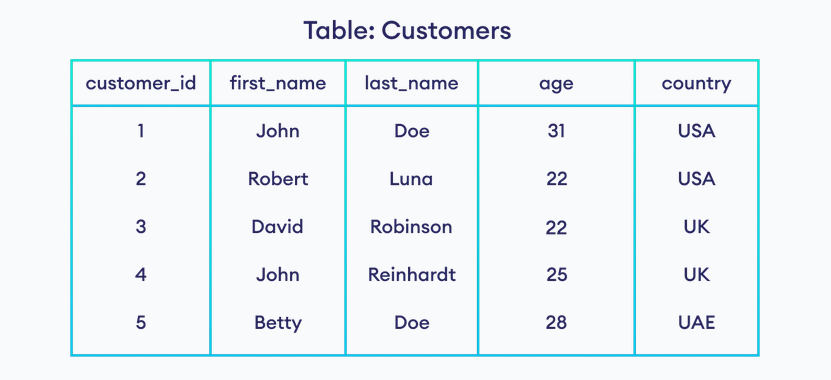 Table: Customers
customer_id first_name last_name age country
1 John Doe 31 USA
2 Robert Luna 22 USA
3 David Robinson 22 UK
4 John Reinhardt 25 UK
5 Betty Doe 28 UAE